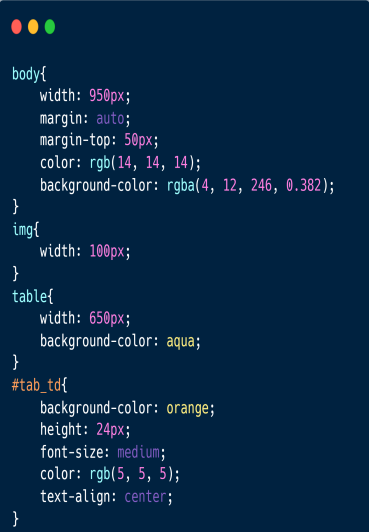 body{
    width: 950px;
    margin: auto;
    margin-top: 50px;
    color: rgb(14, 14, 14);
    background-color: rgba(4, 12, 246, 0.382);
}
img{
    width: 100px;
}
table{
    width: 650px;
    background-color: aqua;
}
#tab_td{
    background-color: orange;
    height: 24px;
    font-size: medium;
    color: rgb(5, 5, 5);
    text-align: center;
}